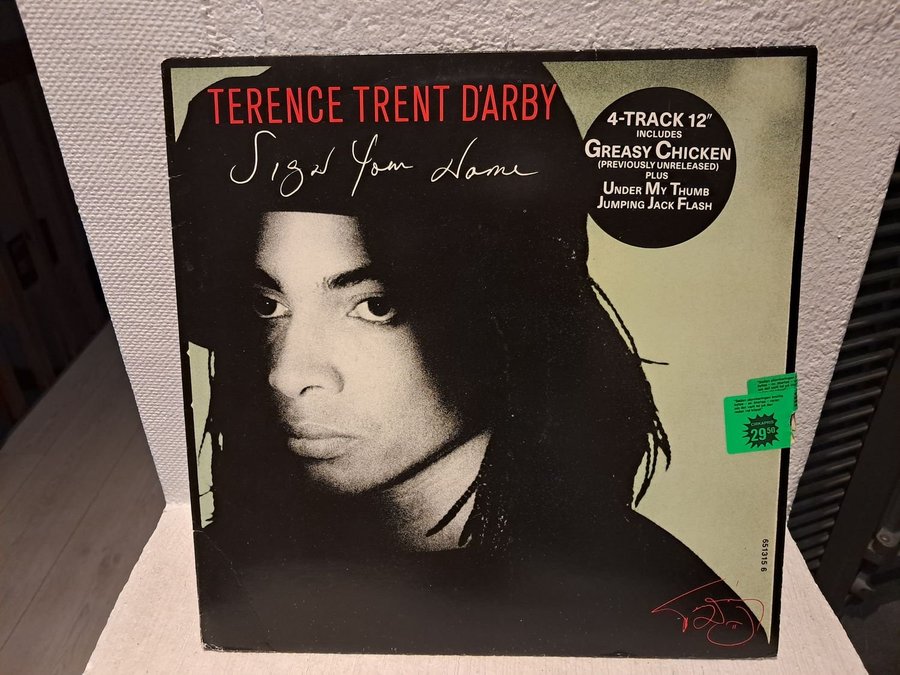 TERENCE TRENT D'ARBY
Sign Your Name
4-TRACK 12"
INCLUDES
GREASY CHICKEN
(PREVIOUSLY UNRELEASED)
PLUS
UNDER MY THUMB
JUMPING JACK FLASH
29⁵⁰
651315 6